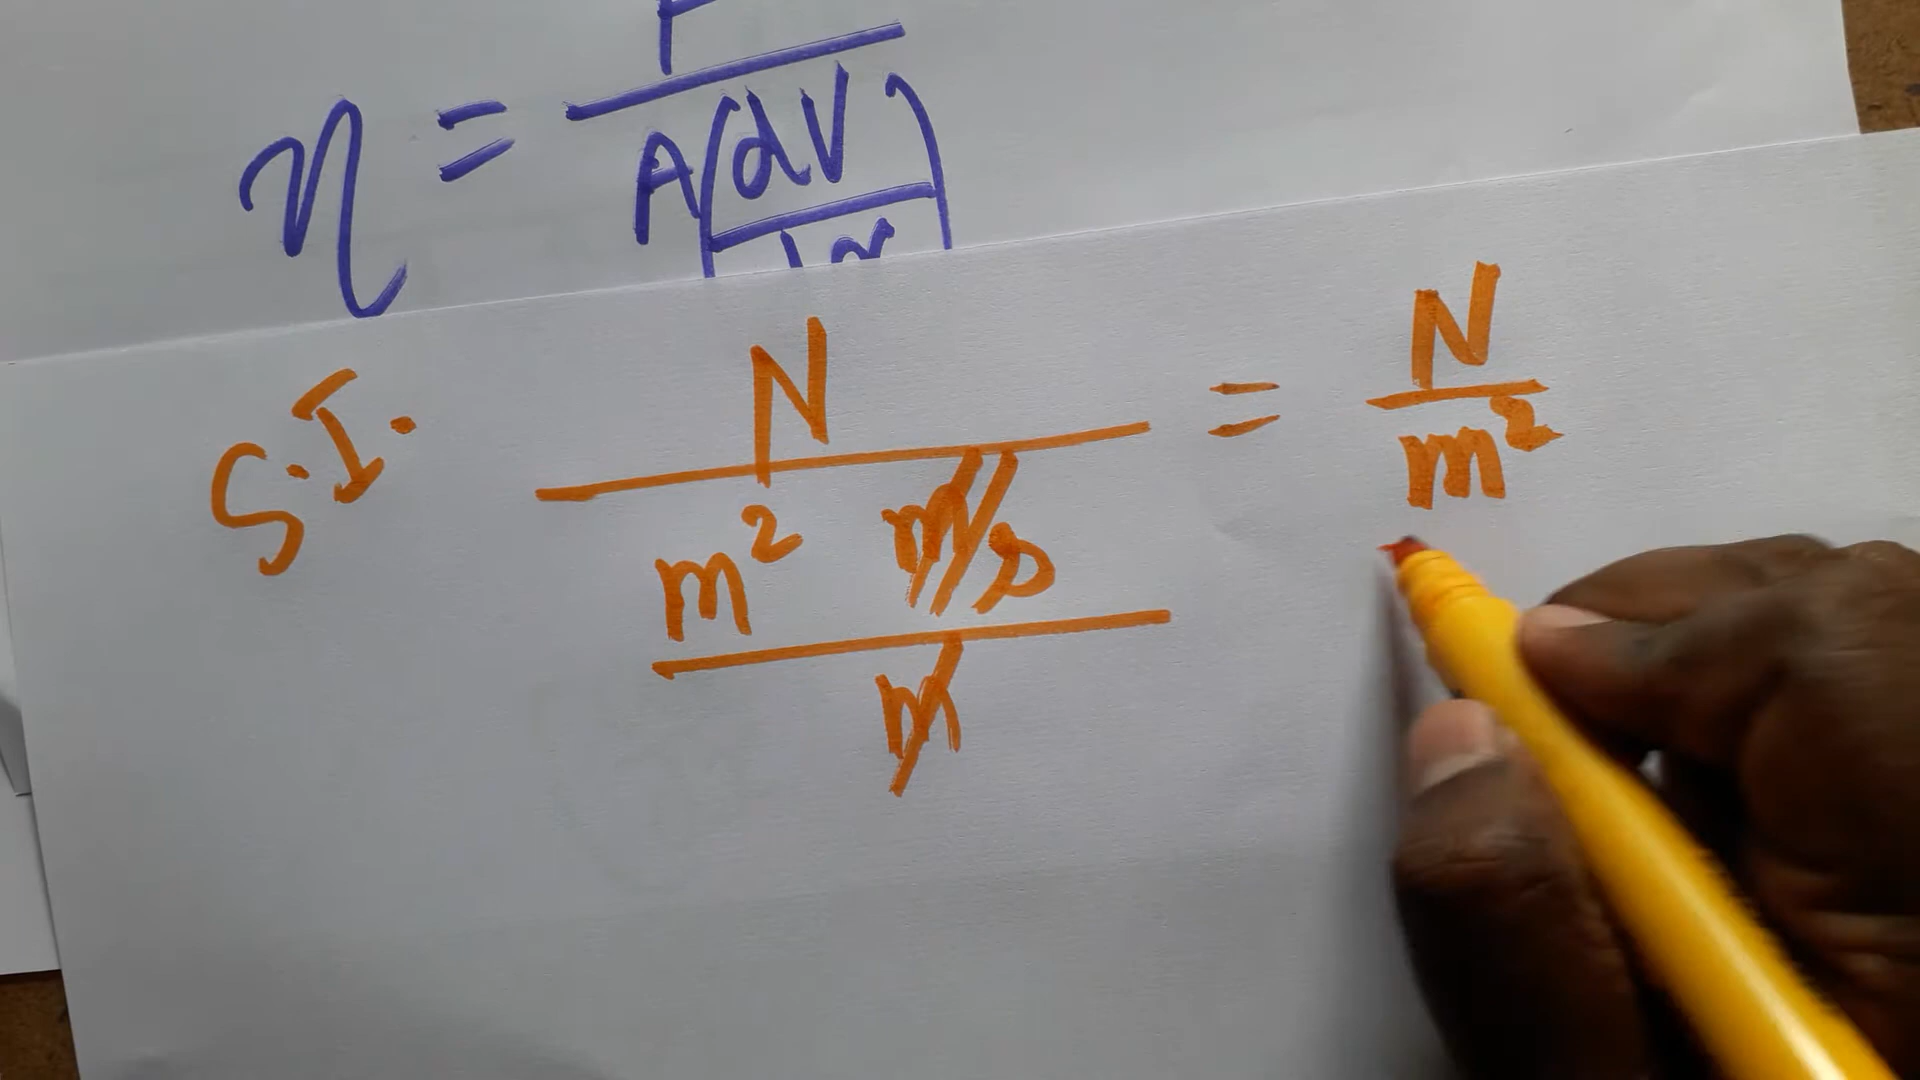 η = F / A(dV/dx)
S.I. N / m² m/s / m = N / m²